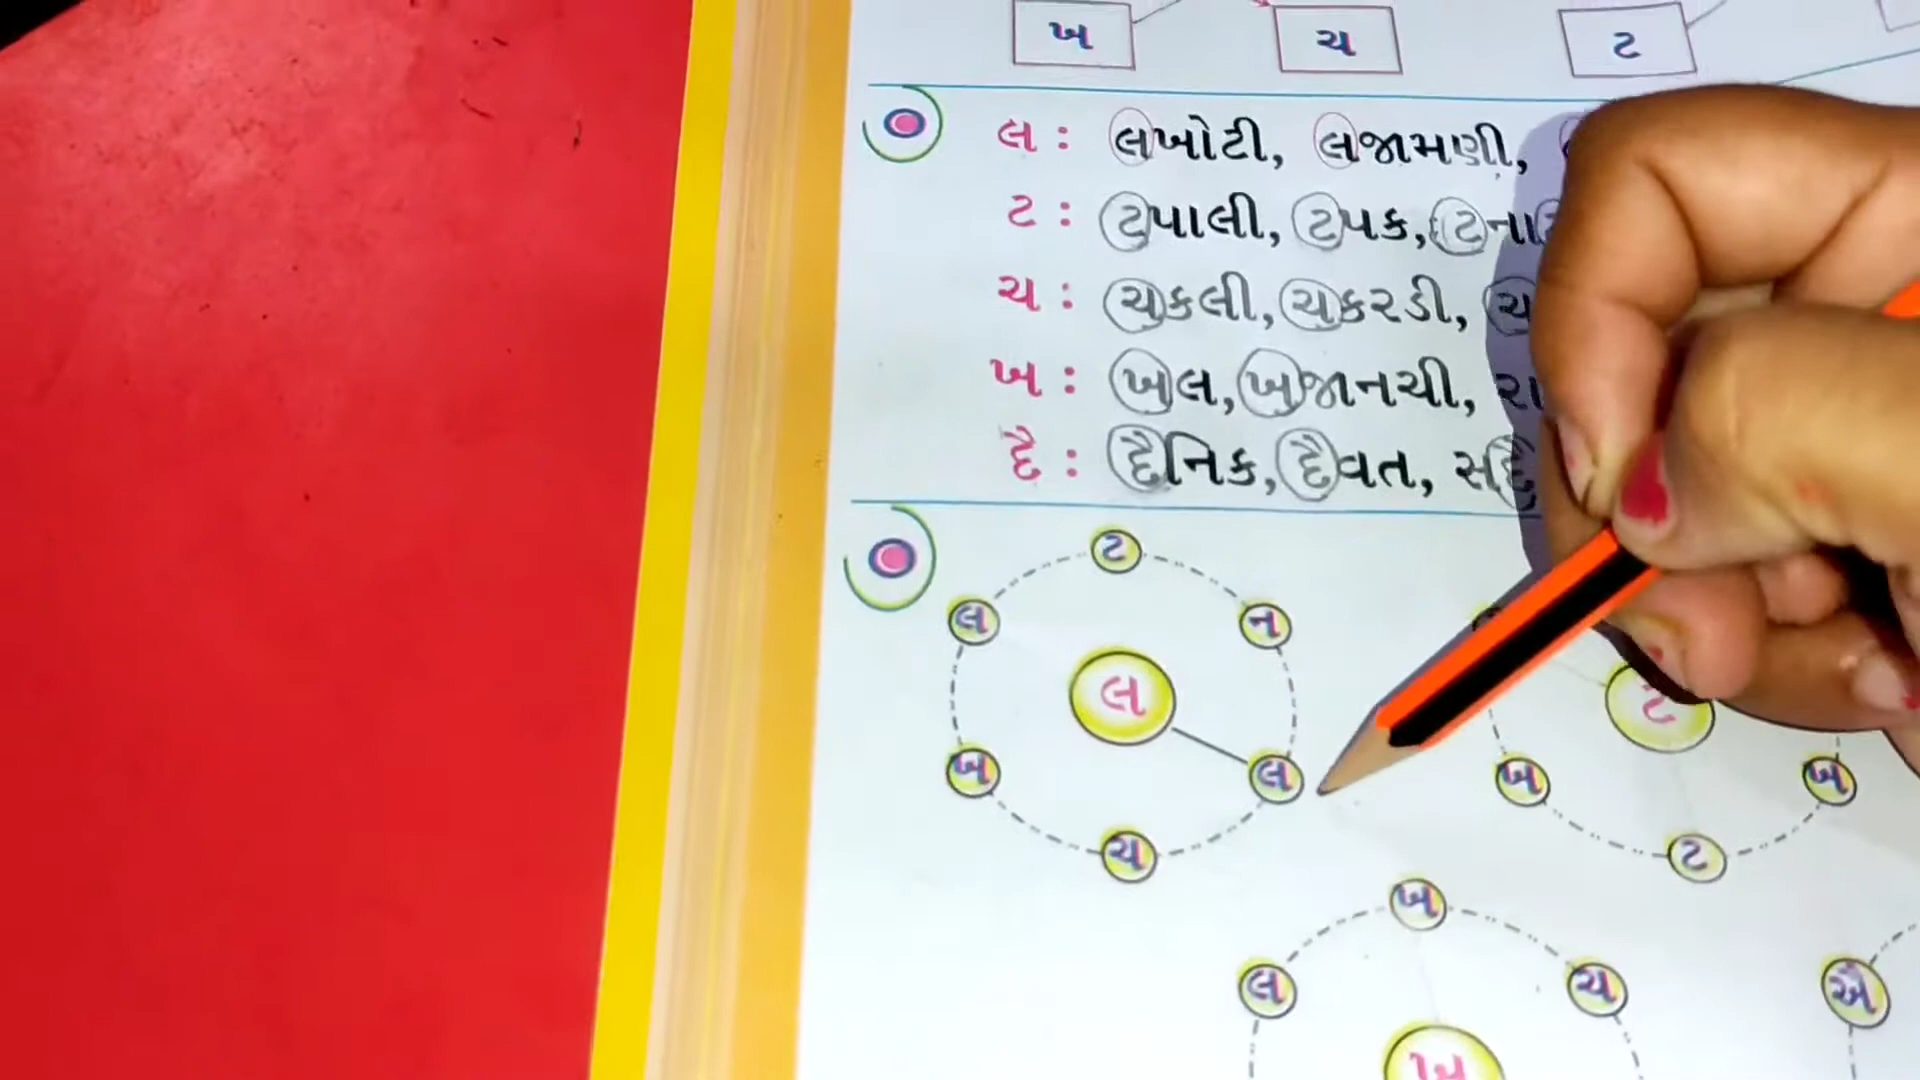 ખ ચ ટ
લ : લખોટી, લજામણી,
ટ : ટપાલી, ટપક,
ચ : ચકલી, ચકરડી,
ખ : ખલ, ખજાનચી,
દૈ : દૈનિક, દૈવત,
ટ
લ ન
લ ટ
ખ લ ખ ખ
ચ ટ
ખ
લ ચ ઐ
ખ